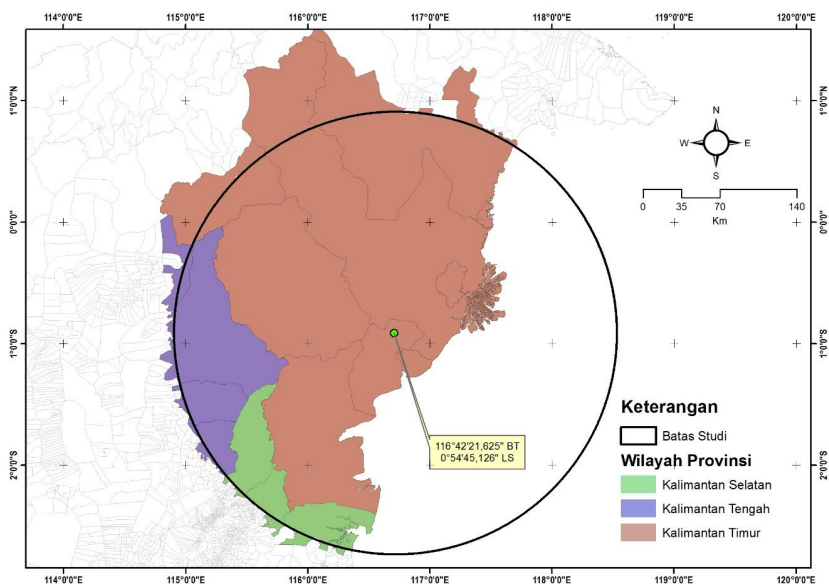 114°0'0"E 115°0'0"E 116°0'0"E 117°0'0"E 118°0'0"E 119°0'0"E 120°0'0"E
1°0'0"N
0°0'0"
1°0'0"S
2°0'0"S
N
W E
S
0 35 70 140
Km
1°0'0"N
0°0'0"
1°0'0"S
2°0'0"S
116°42'21,625" BT
0°54'45,126" LS
Keterangan
Batas Studi
Wilayah Provinsi
Kalimantan Selatan
Kalimantan Tengah
Kalimantan Timur
114°0'0"E 115°0'0"E 116°0'0"E 117°0'0"E 118°0'0"E 119°0'0"E 120°0'0"E